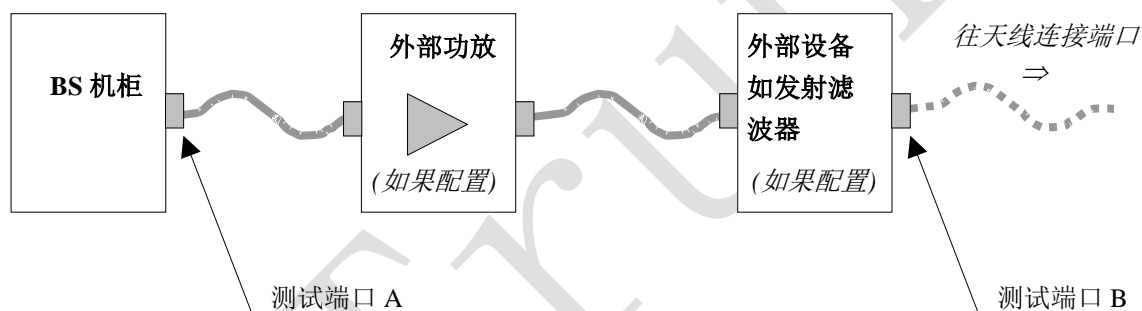 BS 机柜
外部功放
(如果配置)
外部设备
如发射滤
波器
(如果配置)
往天线连接端口
⇒
测试端口 A
测试端口 B